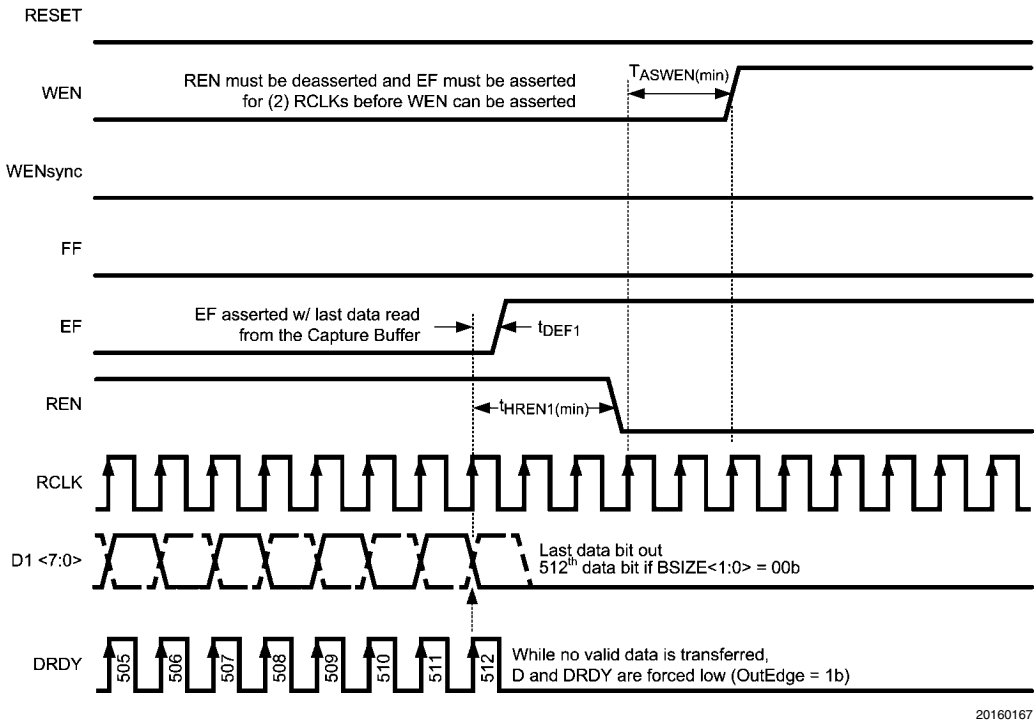 RESET
WEN
REN must be deasserted and EF must be asserted
for (2) RCLKs before WEN can be asserted
TASWEN(min)
WENsync
FF
EF
EF asserted w/ last data read
from the Capture Buffer
tDEF1
REN
tHREN1(min)
RCLK
D1 <7:0>
Last data bit out
512th data bit if BSIZE<1:0> = 00b
DRDY
505
506
507
508
509
510
511
512
While no valid data is transferred,
D and DRDY are forced low (OutEdge = 1b)
20160167